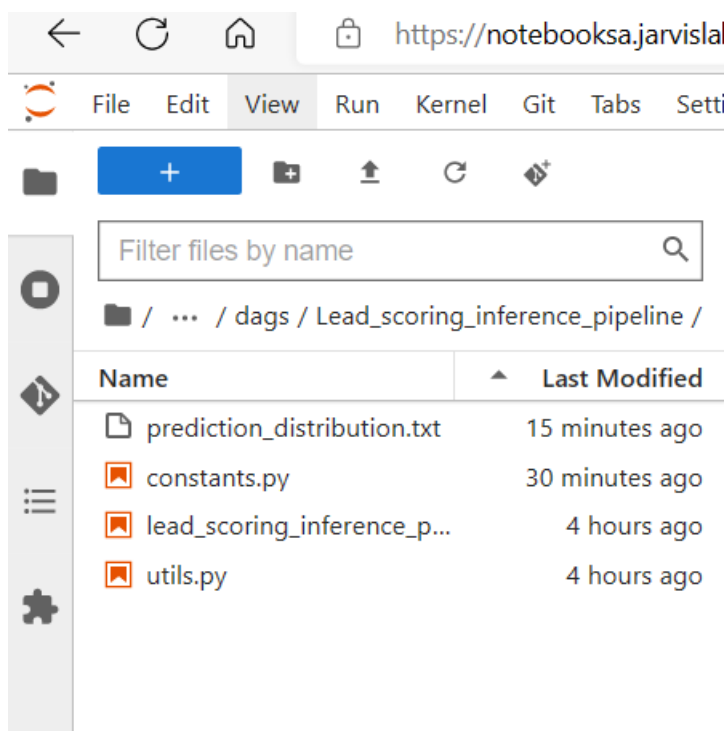 https://notebooksa.jarvislab
File Edit View Run Kernel Git Tabs Setti
+
Filter files by name
/ ··· / dags / Lead_scoring_inference_pipeline /
Name Last Modified
prediction_distribution.txt 15 minutes ago
constants.py 30 minutes ago
lead_scoring_inference_p... 4 hours ago
utils.py 4 hours ago